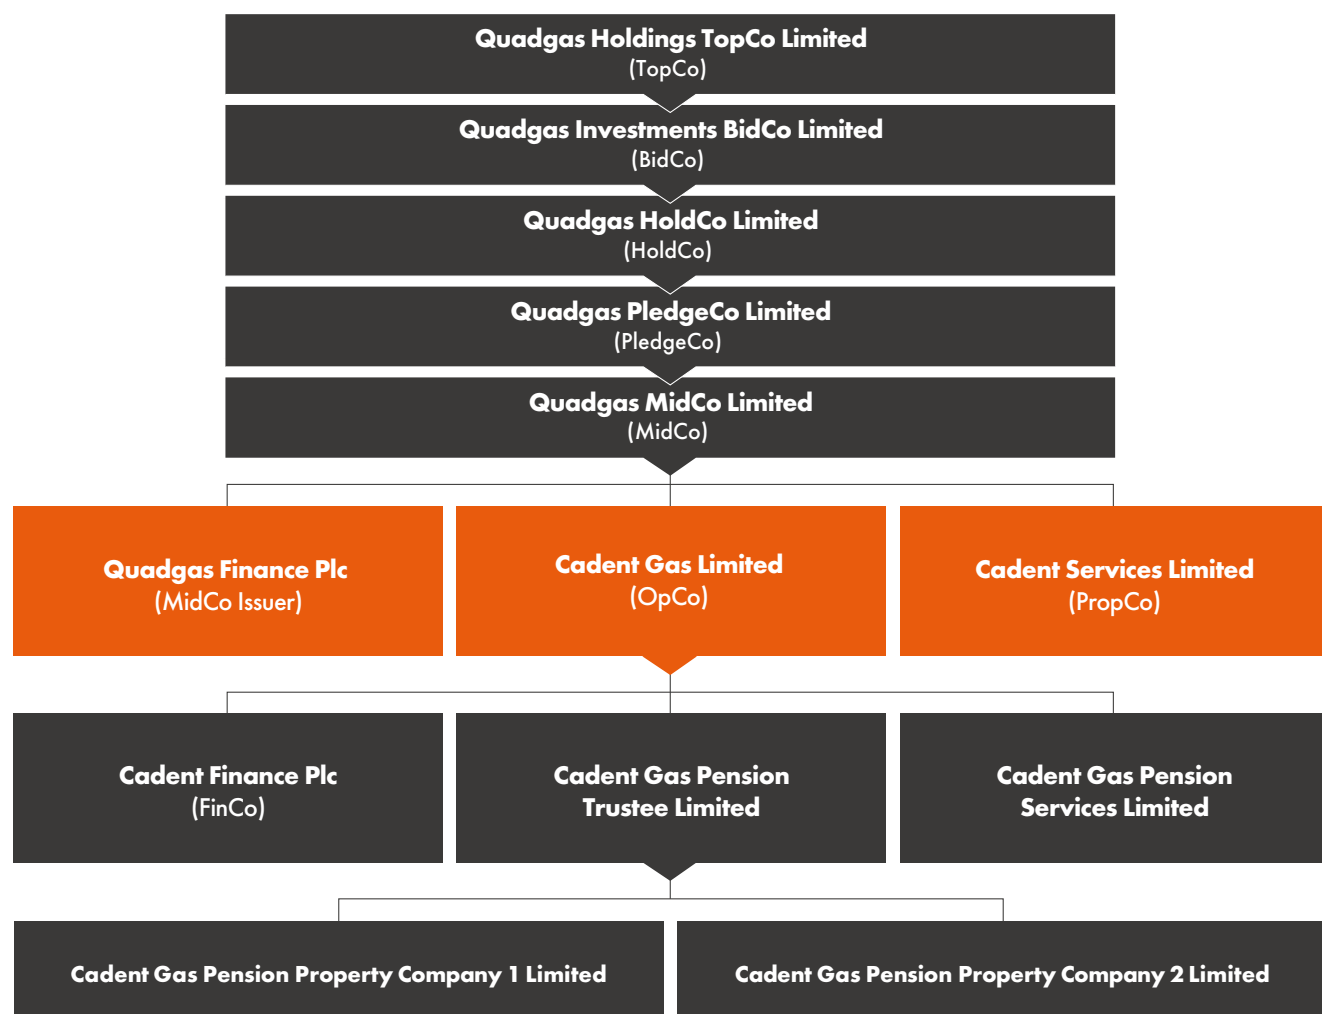 Quadgas Holdings TopCo Limited
(TopCo)
Quadgas Investments BidCo Limited
(BidCo)
Quadgas HoldCo Limited
(HoldCo)
Quadgas PledgeCo Limited
(PledgeCo)
Quadgas MidCo Limited
(MidCo)
Quadgas Finance Plc
(MidCo Issuer)
Cadent Gas Limited
(OpCo)
Cadent Services Limited
(PropCo)
Cadent Finance Plc
(FinCo)
Cadent Gas Pension
Trustee Limited
Cadent Gas Pension
Services Limited
Cadent Gas Pension Property Company 1 Limited
Cadent Gas Pension Property Company 2 Limited